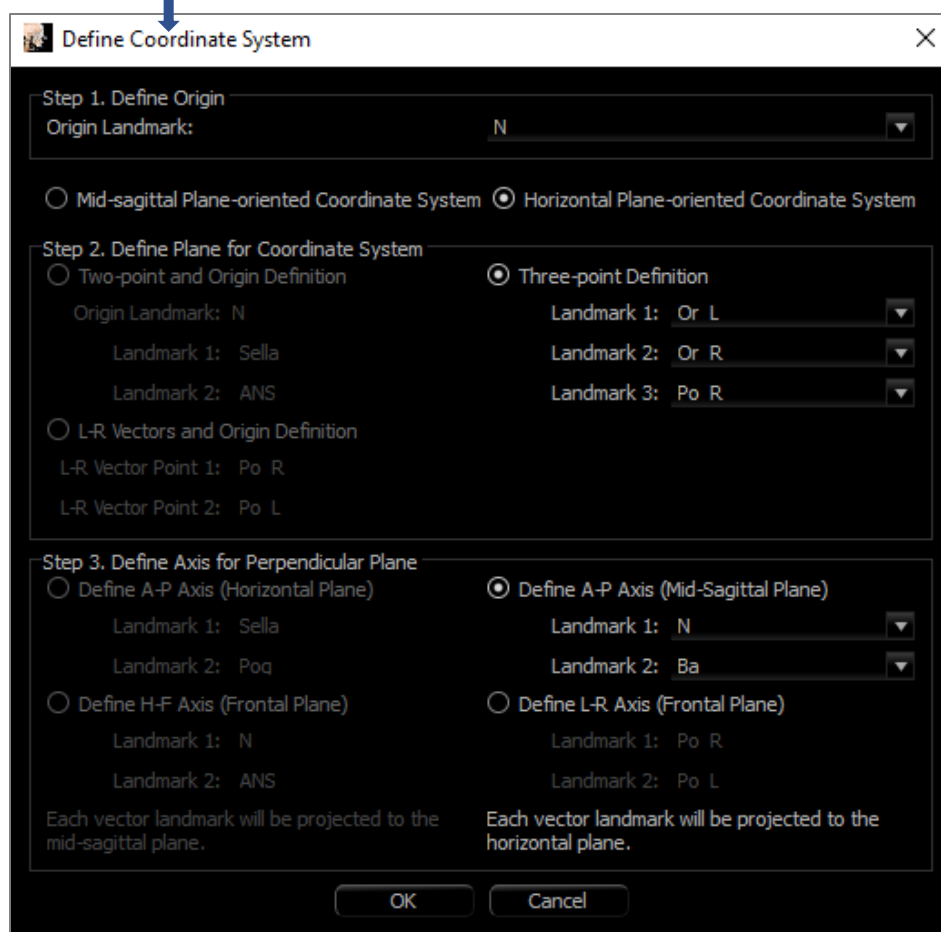 Define Coordinate System
Step 1. Define Origin
Origin Landmark: N
Mid-sagittal Plane-oriented Coordinate System Horizontal Plane-oriented Coordinate System
Step 2. Define Plane for Coordinate System
Two-point and Origin Definition Three-point Definition
Origin Landmark: N Landmark 1: Or L
Landmark 1: Sella Landmark 2: Or R
Landmark 2: ANS Landmark 3: Po R
L-R Vectors and Origin Definition
L-R Vector Point 1: Po R
L-R Vector Point 2: Po L
Step 3. Define Axis for Perpendicular Plane
Define A-P Axis (Horizontal Plane) Define A-P Axis (Mid-Sagittal Plane)
Landmark 1: Sella Landmark 1: N
Landmark 2: Pog Landmark 2: Ba
Define H-F Axis (Frontal Plane) Define L-R Axis (Frontal Plane)
Landmark 1: N Landmark 1: Po R
Landmark 2: ANS Landmark 2: Po L
Each vector landmark will be projected to the Each vector landmark will be projected to the
mid-sagittal plane. horizontal plane.
OK Cancel